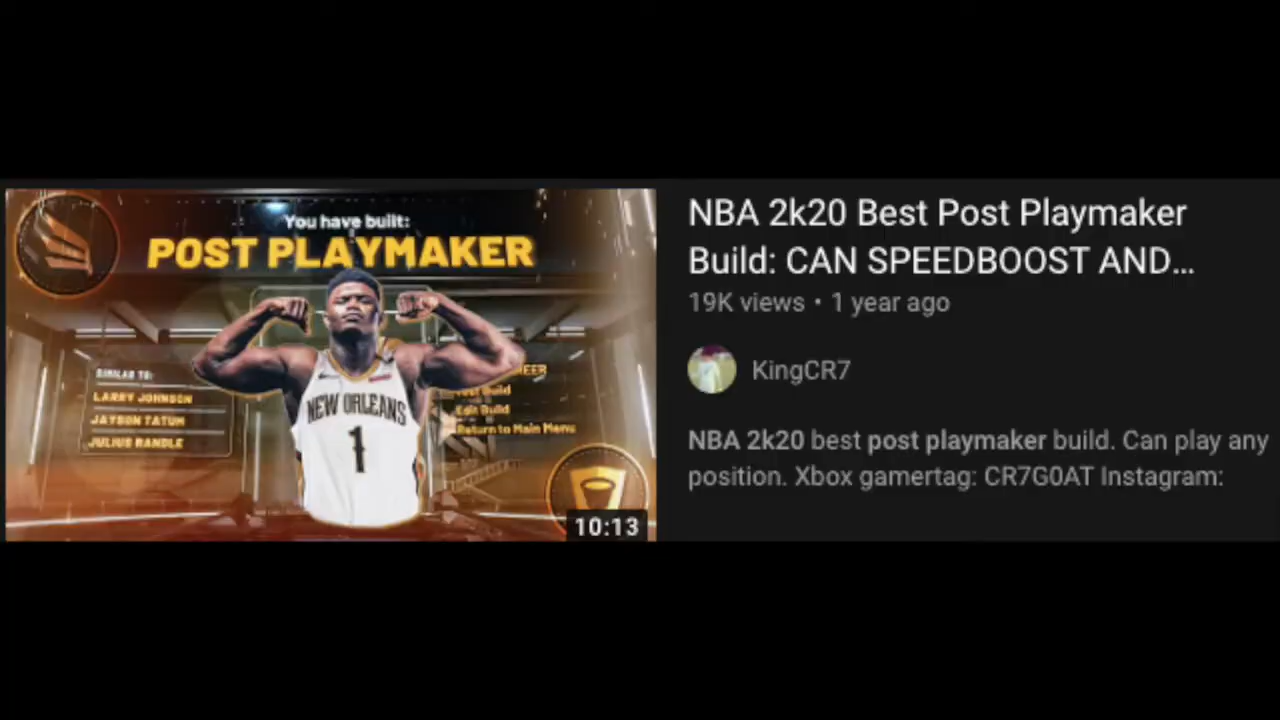 You have built:
POST PLAYMAKER
SIMILAR TO:
LARRY JOHNSON
JAYSON TATUM
JULIUS RANDLE
Build
Edit Build
Return to Main Menu
NEW ORLEANS
1
10:13
NBA 2k20 Best Post Playmaker
Build: CAN SPEEDBOOST AND...
19K views • 1 year ago
KingCR7
NBA 2k20 best post playmaker build. Can play any
position. Xbox gamertag: CR7G0AT Instagram: